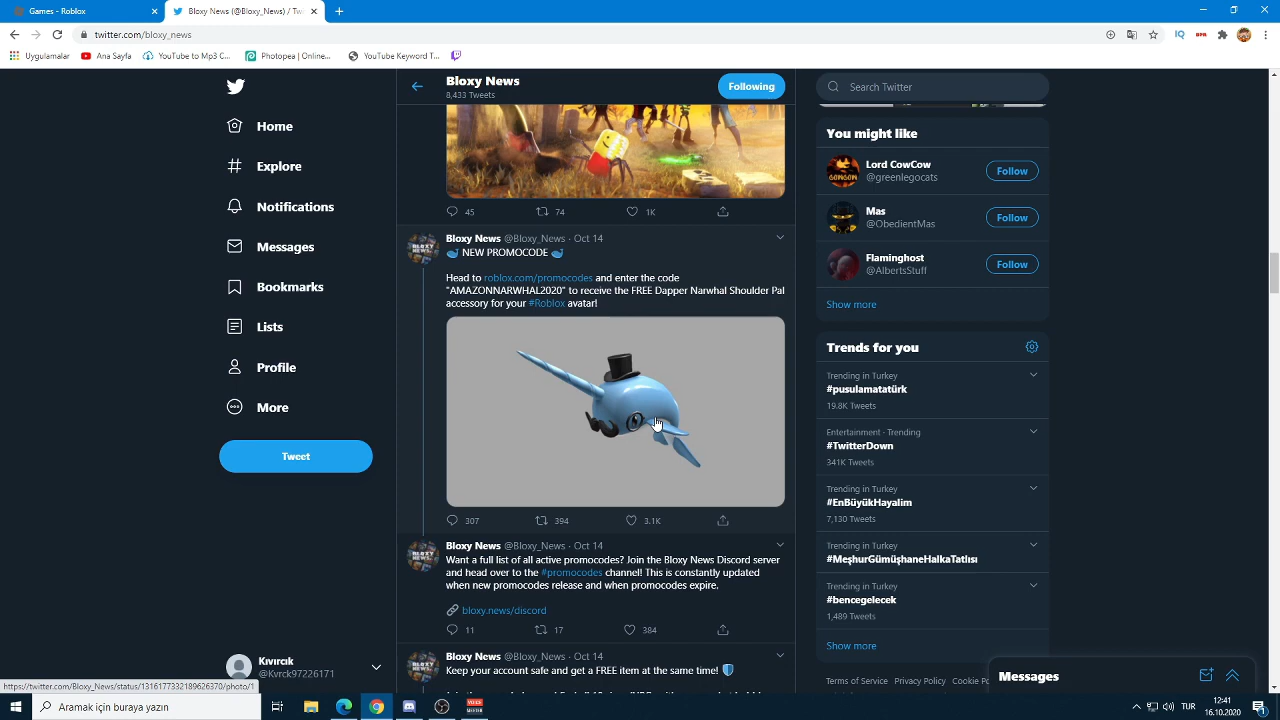 Games - Roblox
Bloxy News (@Bloxy_News) / Twi
twitter.com/bloxy_news
Uygulamalar
Ana Sayfa
YouTube to Mp3 C...
Photopea | Online...
YouTube Keyword T...
Home
Explore
Notifications
Messages
Bookmarks
Lists
Profile
More
Tweet
Kıvırcık
@Kvrck97226171
Bloxy News
8,433 Tweets
Following
45
74
1K
Bloxy News @Bloxy_News · Oct 14
NEW PROMOCODE
Head to roblox.com/promocodes and enter the code
"AMAZONNARWHAL2020" to receive the FREE Dapper Narwhal Shoulder Pal
accessory for your #Roblox avatar!
307
394
3.1K
Bloxy News @Bloxy_News · Oct 14
Want a full list of all active promocodes? Join the Bloxy News Discord server
and head over to the #promocodes channel! This is constantly updated
when new promocodes release and when promocodes expire.
bloxy.news/discord
11
17
384
Bloxy News @Bloxy_News · Oct 14
Keep your account safe and get a FREE item at the same time!
Search Twitter
You might like
Lord CowCow
@greenlegocats
Follow
Mas
@ObedientMas
Follow
Flaminghost
@AlbertsStuff
Follow
Show more
Trends for you
Trending in Turkey
#pusulamatatürk
19.8K Tweets
Entertainment · Trending
#TwitterDown
341K Tweets
Trending in Turkey
#EnBüyükHayalim
7,130 Tweets
Trending in Turkey
#MeşhurGümüşhaneHalkaTatlısı
Trending in Turkey
#bencegelecek
1,489 Tweets
Show more
Terms of Service Privacy Policy Cookie Po
Messages
https://twitter.com/Bloxy_News/status/1316177332189626370/photo/1
Aramak için buraya yazın
TUR
12:41
16.10.2020